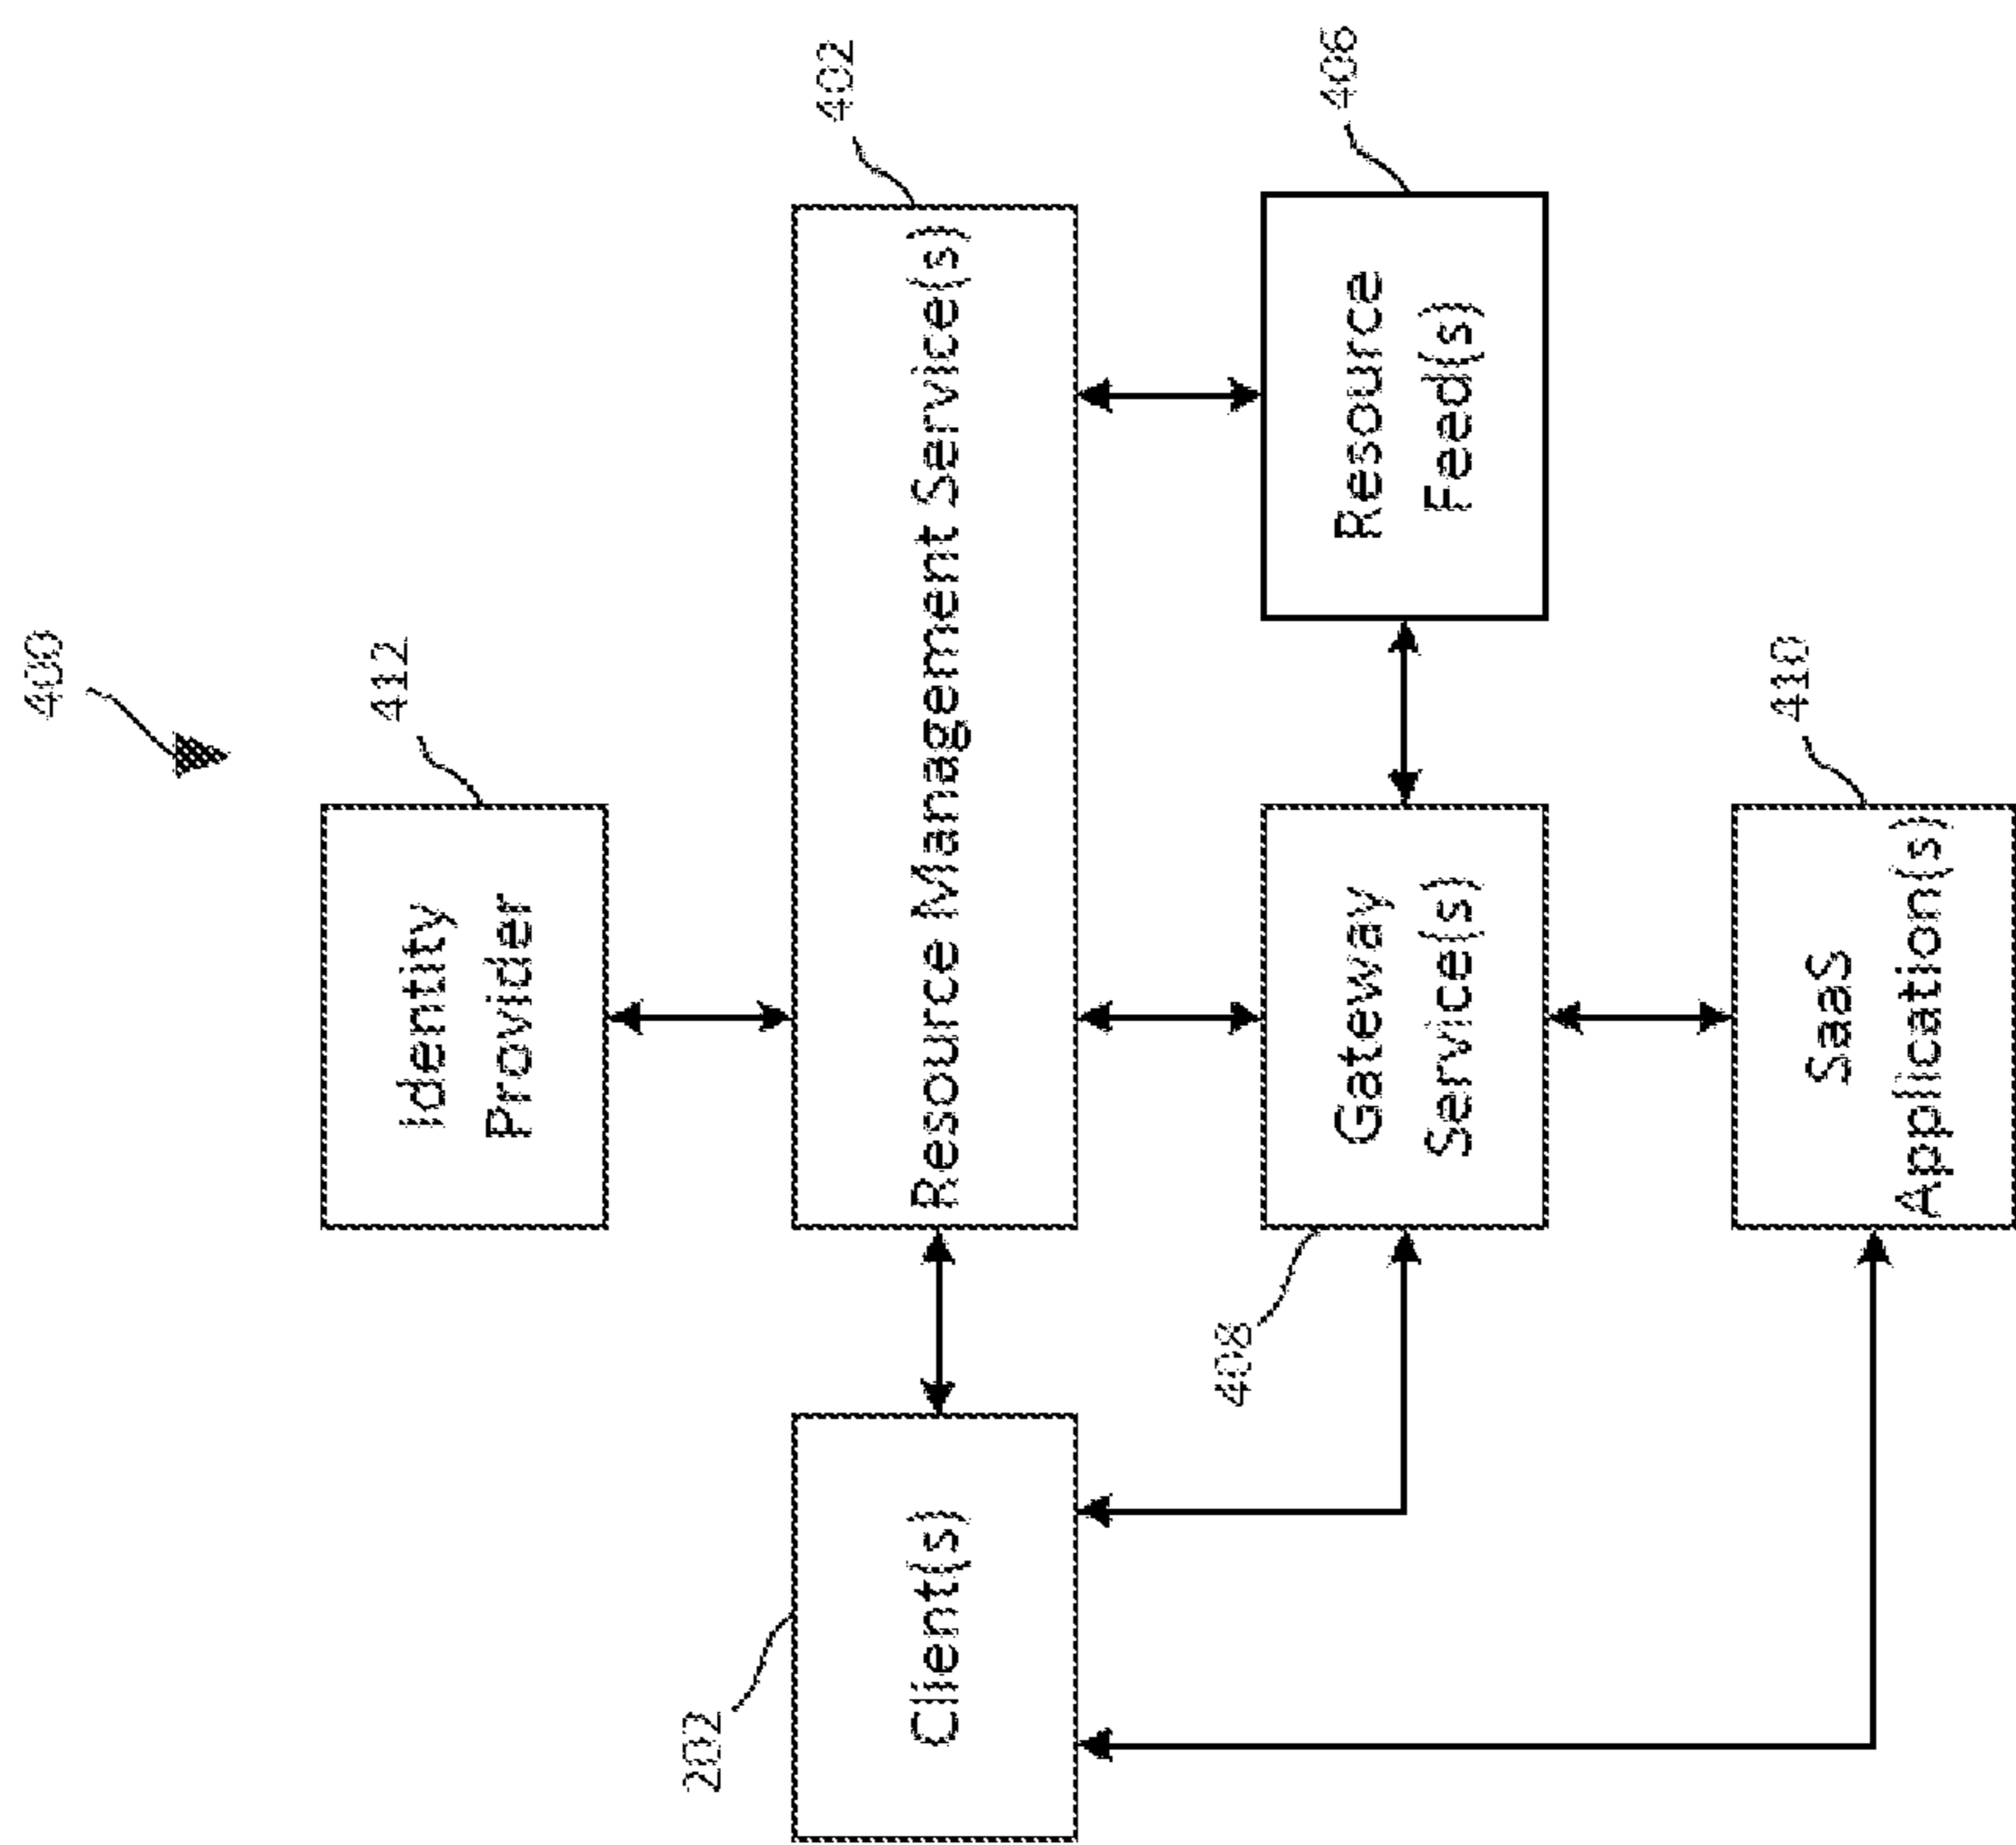 400
412
Identity
Provider
402
Resource Management Service(s)
202
Client(s)
406
Resource
Feed(s)
408
Gateway
Service(s)
410
SaaS
Application(s)